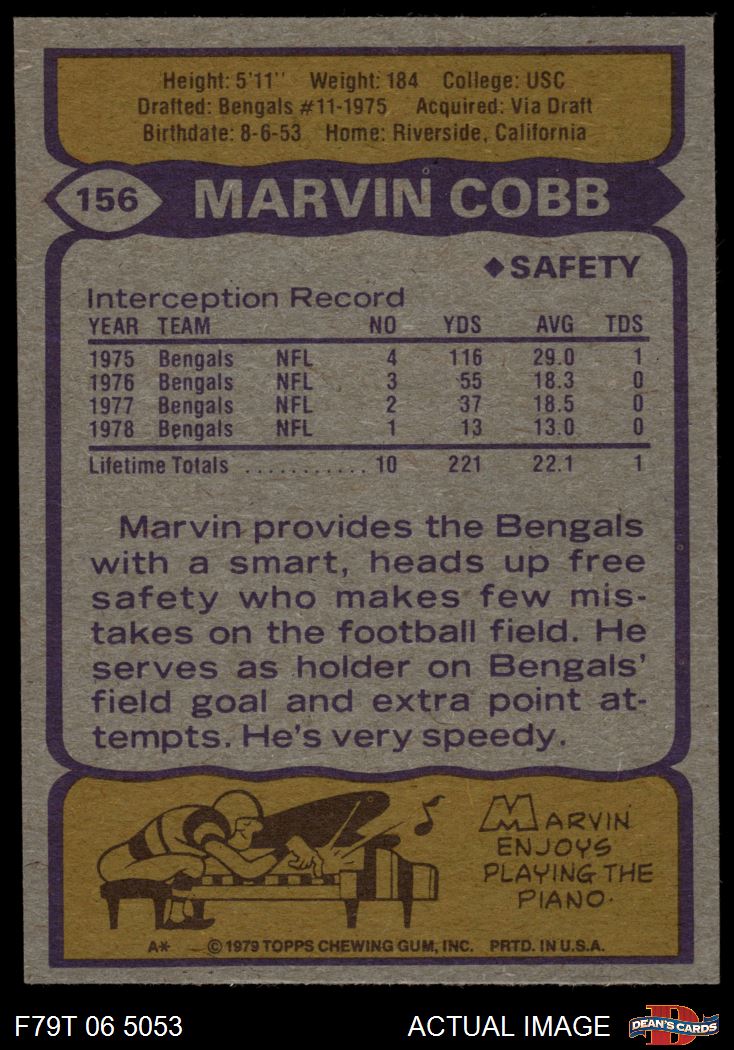 Height: 5'11'' Weight: 184 College: USC
Drafted: Bengals #11-1975 Acquired: Via Draft
Birthdate: 8-6-53 Home: Riverside, California
156 MARVIN COBB
◆SAFETY
Interception Record
YEAR TEAM NO YDS AVG TDS
1975 Bengals NFL 4 116 29.0 1
1976 Bengals NFL 3 55 18.3 0
1977 Bengals NFL 2 37 18.5 0
1978 Bengals NFL 1 13 13.0 0
Lifetime Totals ........... 10 221 22.1 1
Marvin provides the Bengals
with a smart, heads up free
safety who makes few mis-
takes on the football field. He
serves as holder on Bengals'
field goal and extra point at-
tempts. He's very speedy.
MARVIN
ENJOYS
PLAYING THE
PIANO.
A* © 1979 TOPPS CHEWING GUM, INC. PRTD. IN U.S.A.
F79T 06 5053 ACTUAL IMAGE D DEAN'S CARDS